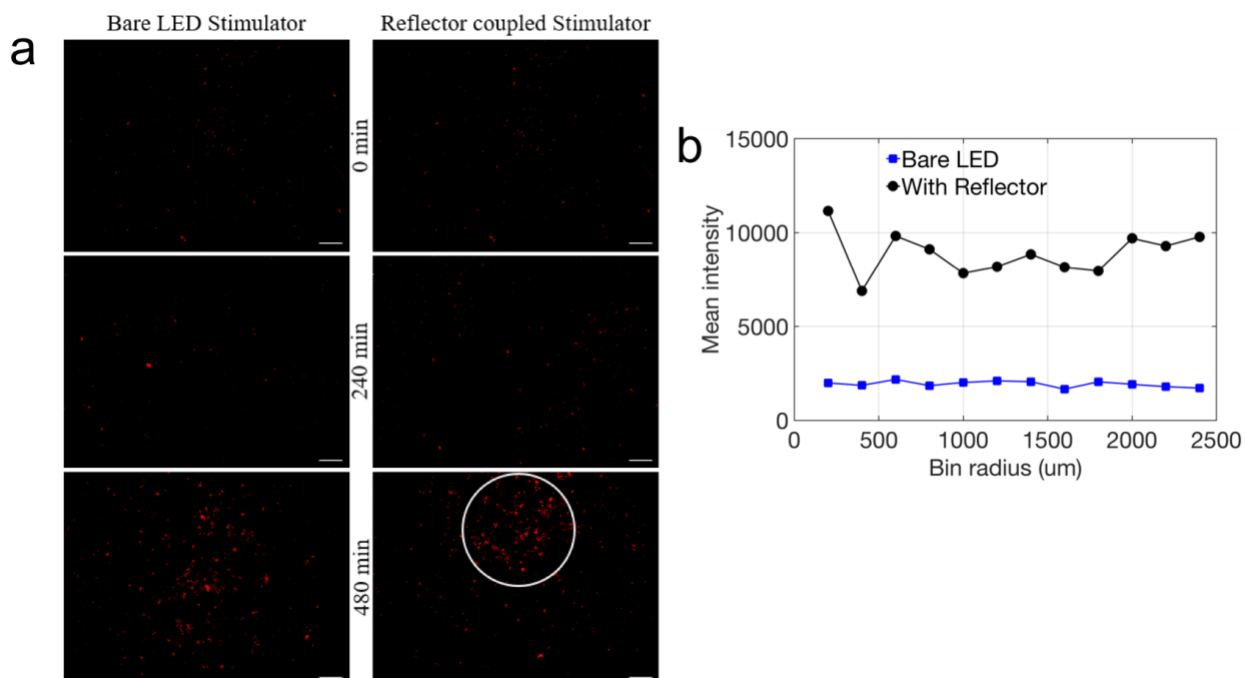 a
Bare LED Stimulator
Reflector coupled Stimulator
0 min
240 min
480 min
b
15000
10000
5000
0
Mean intensity
Bare LED
With Reflector
0 500 1000 1500 2000 2500
Bin radius (um)